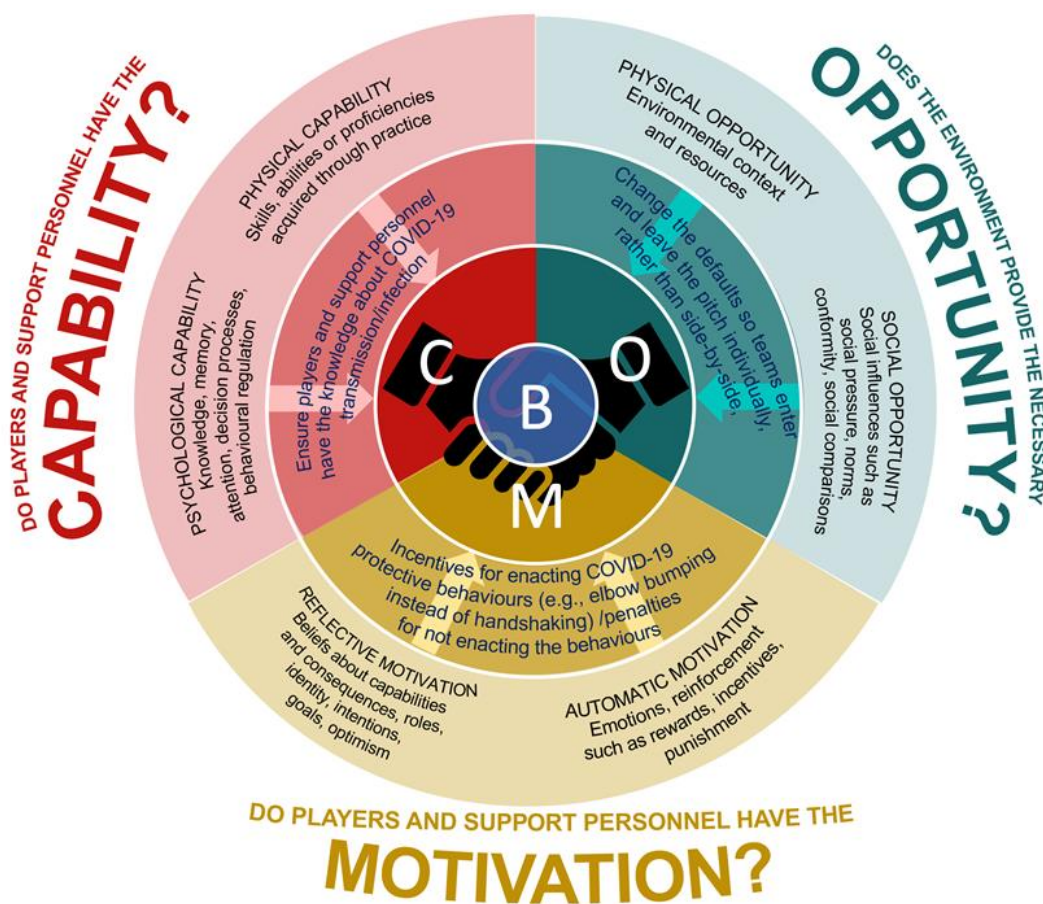 DO PLAYERS AND SUPPORT PERSONNEL HAVE THE
CAPABILITY?
PHYSICAL CAPABILITY
Skills, abilities or proficiencies
acquired through practice
PSYCHOLOGICAL CAPABILITY
Knowledge, memory,
attention, decision processes,
behavioural regulation
Ensure players and support personnel
have the knowledge about COVID-19
transmission/infection
DOES THE ENVIRONMENT PROVIDE THE NECESSARY
OPPORTUNITY?
PHYSICAL OPPORTUNITY
Environmental context
and resources
SOCIAL OPPORTUNITY
Social influences such as
social pressure, norms,
conformity, social comparisons
Change the defaults so teams enter
and leave the pitch individually,
rather than side-by-side,
C
B
O
M
Incentives for enacting COVID-19
protective behaviours (e.g., elbow bumping
instead of handshaking) /penalties
for not enacting the behaviours
REFLECTIVE MOTIVATION
Beliefs about capabilities
and consequences, roles,
identity, intentions,
goals, optimism
AUTOMATIC MOTIVATION
Emotions, reinforcement
such as rewards, incentives,
punishment
DO PLAYERS AND SUPPORT PERSONNEL HAVE THE
MOTIVATION?